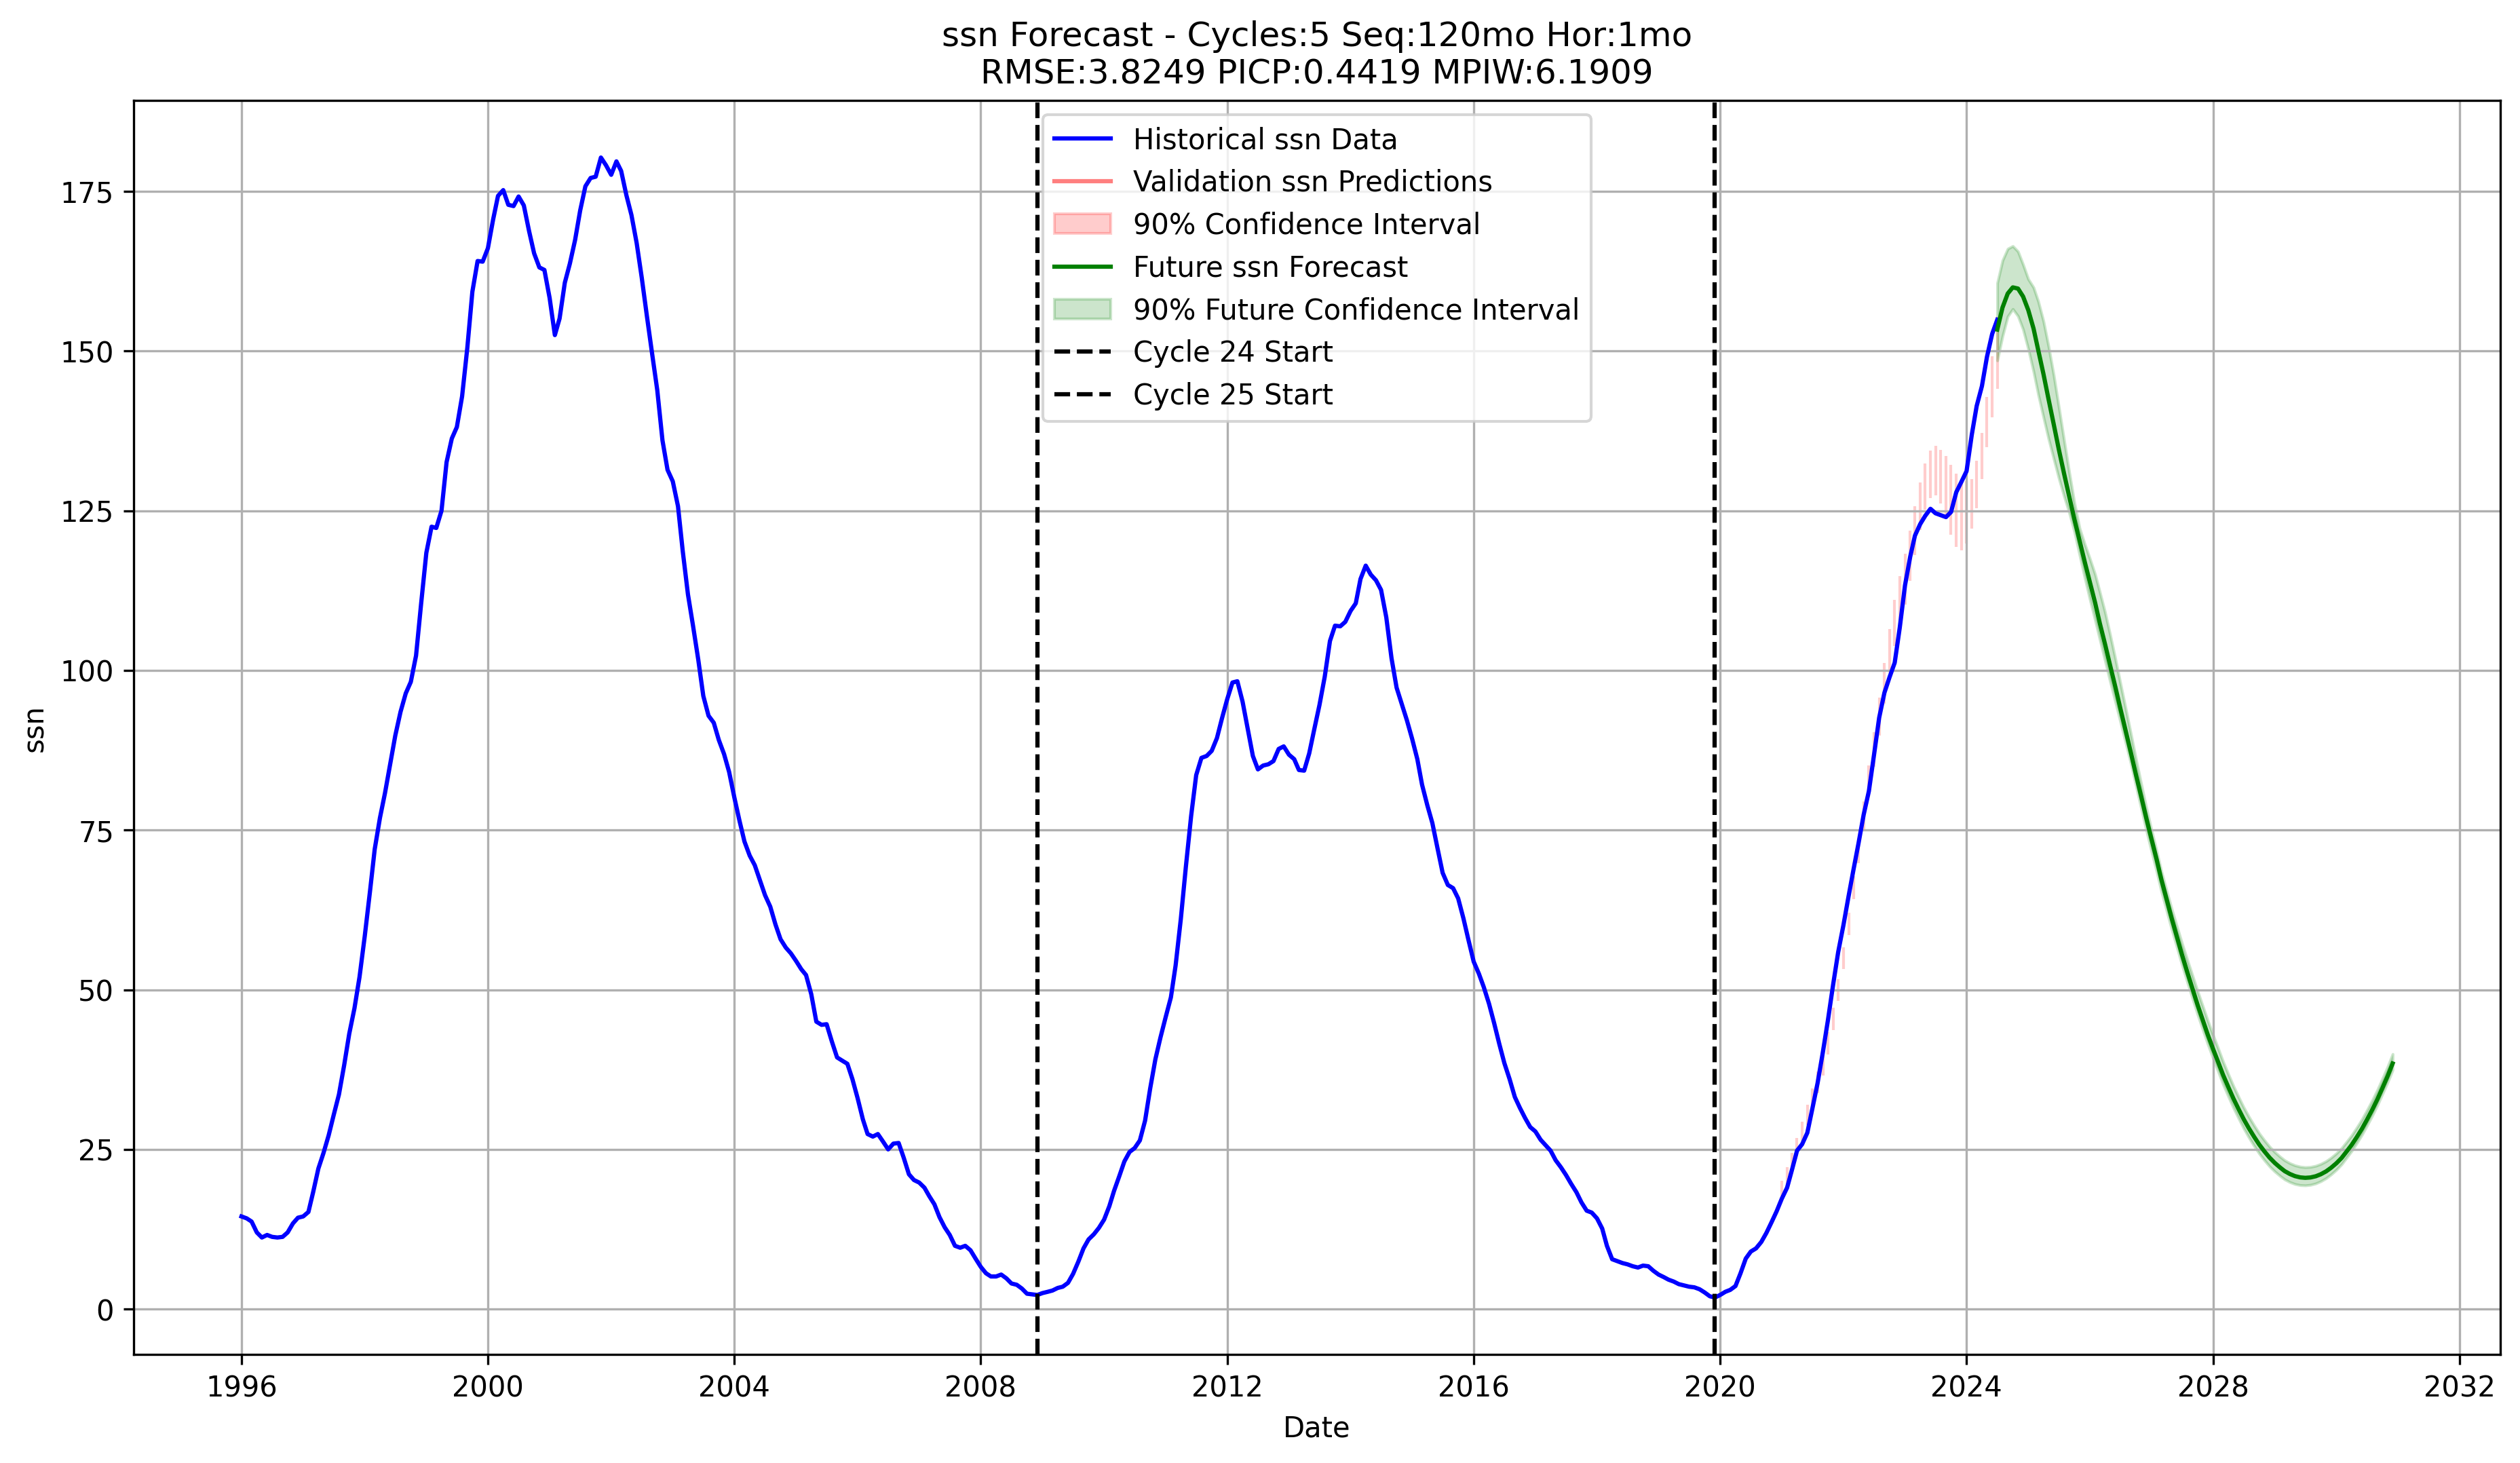 ssn Forecast - Cycles:5 Seq:120mo Hor:1mo
RMSE:3.8249 PICP:0.4419 MPIW:6.1909
Historical ssn Data
Validation ssn Predictions
90% Confidence Interval
Future ssn Forecast
90% Future Confidence Interval
Cycle 24 Start
Cycle 25 Start
ssn
175
150
125
100
75
50
25
0
1996 2000 2004 2008 2012 2016 2020 2024 2028 2032
Date